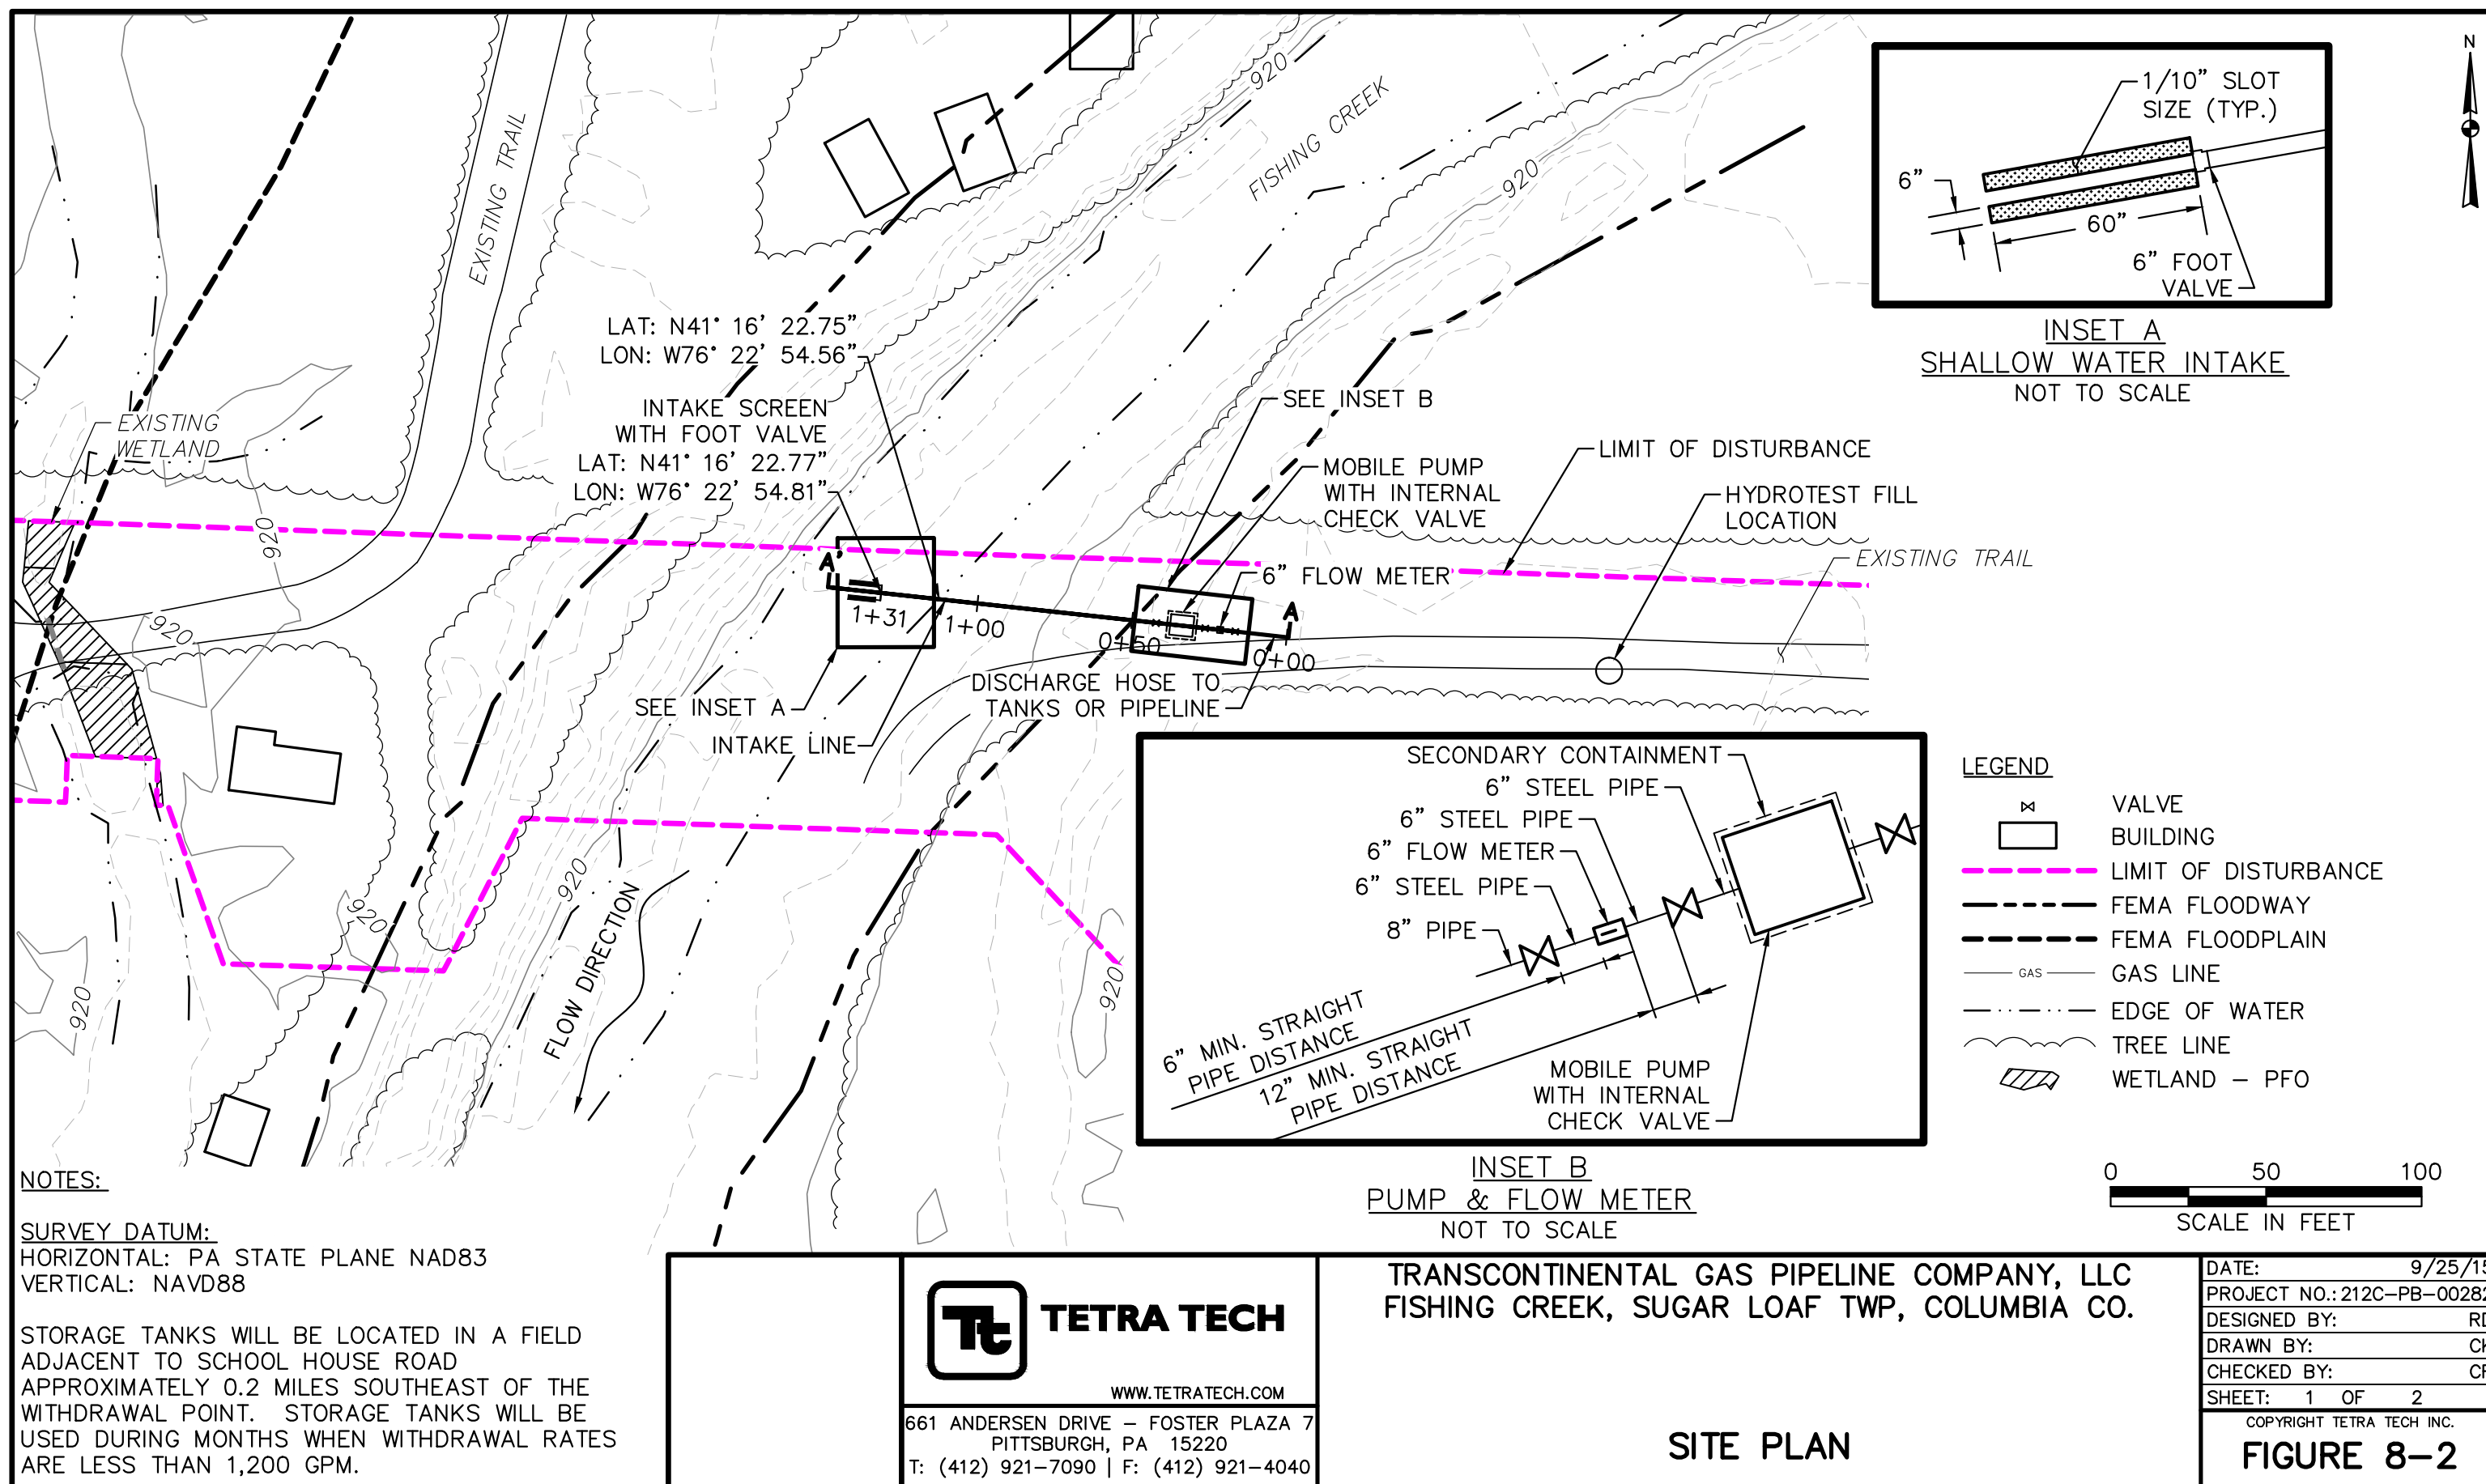 N
1/10" SLOT
SIZE (TYP.)
6"
60"
6" FOOT
VALVE
INSET A
SHALLOW WATER INTAKE
NOT TO SCALE
920
FISHING CREEK
920
EXISTING TRAIL
LAT: N41° 16' 22.75"
LON: W76° 22' 54.56"
INTAKE SCREEN
WITH FOOT VALVE
LAT: N41° 16' 22.77"
LON: W76° 22' 54.81"
EXISTING
WETLAND
920
920
SEE INSET B
MOBILE PUMP
WITH INTERNAL
CHECK VALVE
LIMIT OF DISTURBANCE
HYDROTEST FILL
LOCATION
EXISTING TRAIL
6" FLOW METER
A'
A
1+31
1+00
0+50
0+00
SEE INSET A
INTAKE LINE
DISCHARGE HOSE TO
TANKS OR PIPELINE
920
920
920
920
FLOW DIRECTION
SECONDARY CONTAINMENT
6" STEEL PIPE
6" STEEL PIPE
6" FLOW METER
6" STEEL PIPE
8" PIPE
6" MIN. STRAIGHT
PIPE DISTANCE
12" MIN. STRAIGHT
PIPE DISTANCE
MOBILE PUMP
WITH INTERNAL
CHECK VALVE
INSET B
PUMP & FLOW METER
NOT TO SCALE
LEGEND
VALVE
BUILDING
LIMIT OF DISTURBANCE
FEMA FLOODWAY
FEMA FLOODPLAIN
GAS GAS LINE
EDGE OF WATER
TREE LINE
WETLAND – PFO
0 50 100
SCALE IN FEET
NOTES:
SURVEY DATUM:
HORIZONTAL: PA STATE PLANE NAD83
VERTICAL: NAVD88
STORAGE TANKS WILL BE LOCATED IN A FIELD
ADJACENT TO SCHOOL HOUSE ROAD
APPROXIMATELY 0.2 MILES SOUTHEAST OF THE
WITHDRAWAL POINT. STORAGE TANKS WILL BE
USED DURING MONTHS WHEN WITHDRAWAL RATES
ARE LESS THAN 1,200 GPM.
Tt TETRA TECH
WWW.TETRATECH.COM
661 ANDERSEN DRIVE – FOSTER PLAZA 7
PITTSBURGH, PA 15220
T: (412) 921–7090 | F: (412) 921–4040
TRANSCONTINENTAL GAS PIPELINE COMPANY, LLC
FISHING CREEK, SUGAR LOAF TWP, COLUMBIA CO.
SITE PLAN
DATE: 9/25/15
PROJECT NO.: 212C–PB–00282
DESIGNED BY:
DRAWN BY:
CHECKED BY:
SHEET: 1 OF 2
COPYRIGHT TETRA TECH INC.
FIGURE 8–2